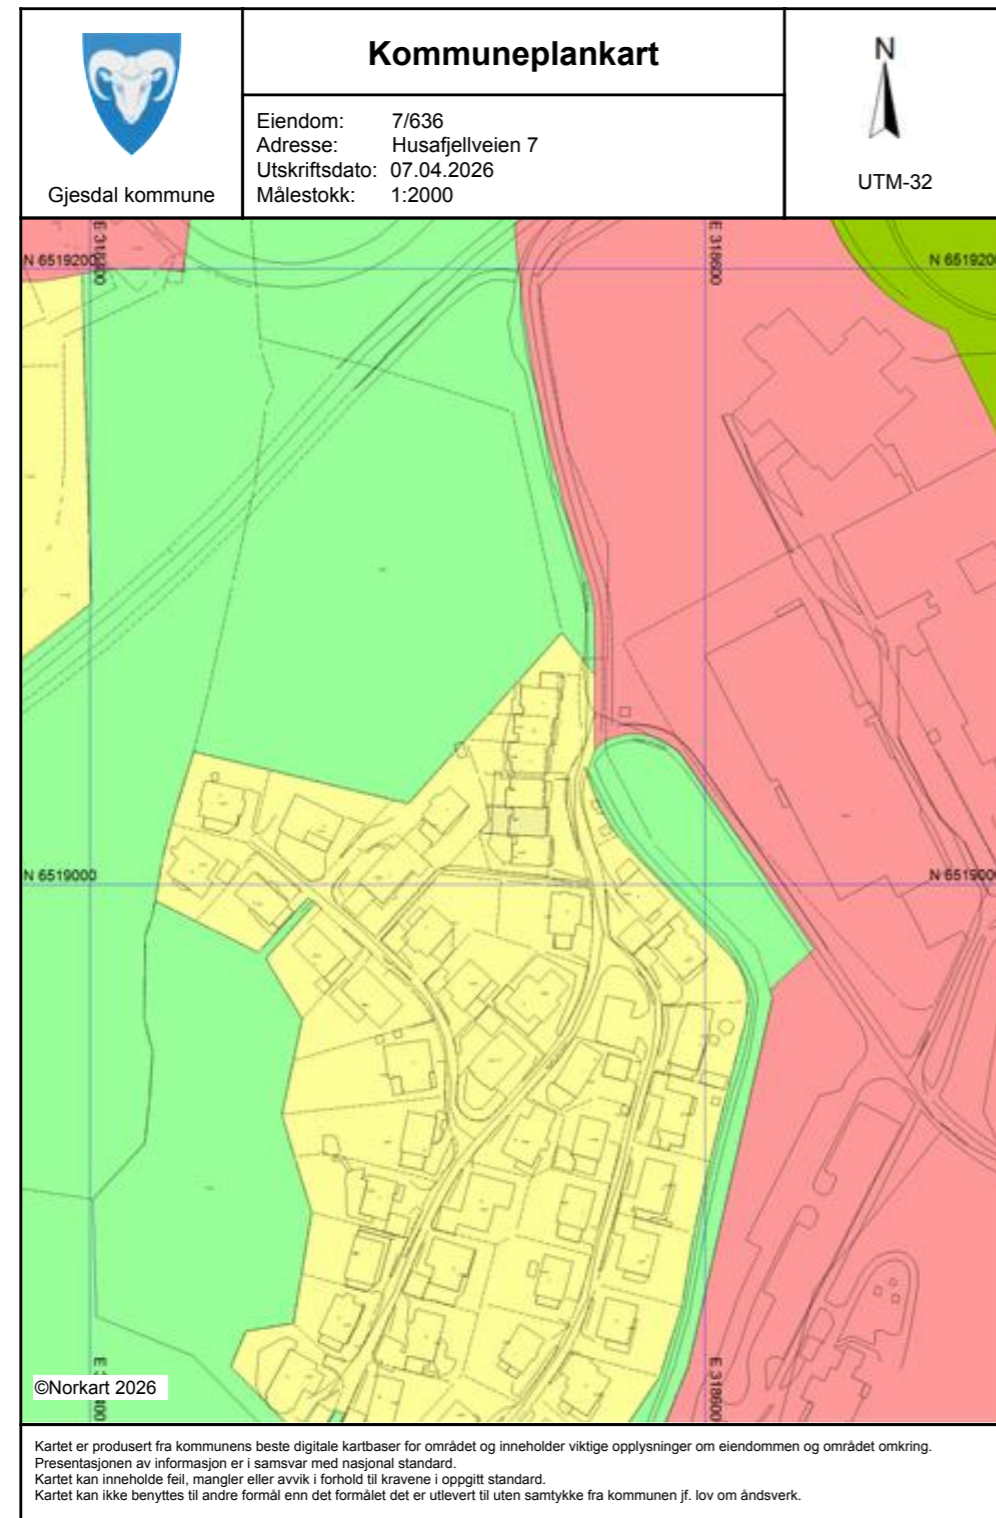 Kommuneplankart
Eiendom: 7/636
Adresse: Husafjellveien 7
Utskriftsdato: 07.04.2026
Målestokk: 1:2000
Gjesdal kommune
N
UTM-32
N 6519200
E 318600
N 6519200
N 6519000
N 6519000
E 318600
©Norkart 2026
Kartet er produsert fra kommunens beste digitale kartbaser for området og inneholder viktige opplysninger om eiendommen og området omkring.
Presentasjonen av informasjon er i samsvar med nasjonal standard.
Kartet kan inneholde feil, mangler eller avvik i forhold til kravene i oppgitt standard.
Kartet kan ikke benyttes til andre formål enn det formålet det er utlevert til uten samtykke fra kommunen jf. lov om åndsverk.